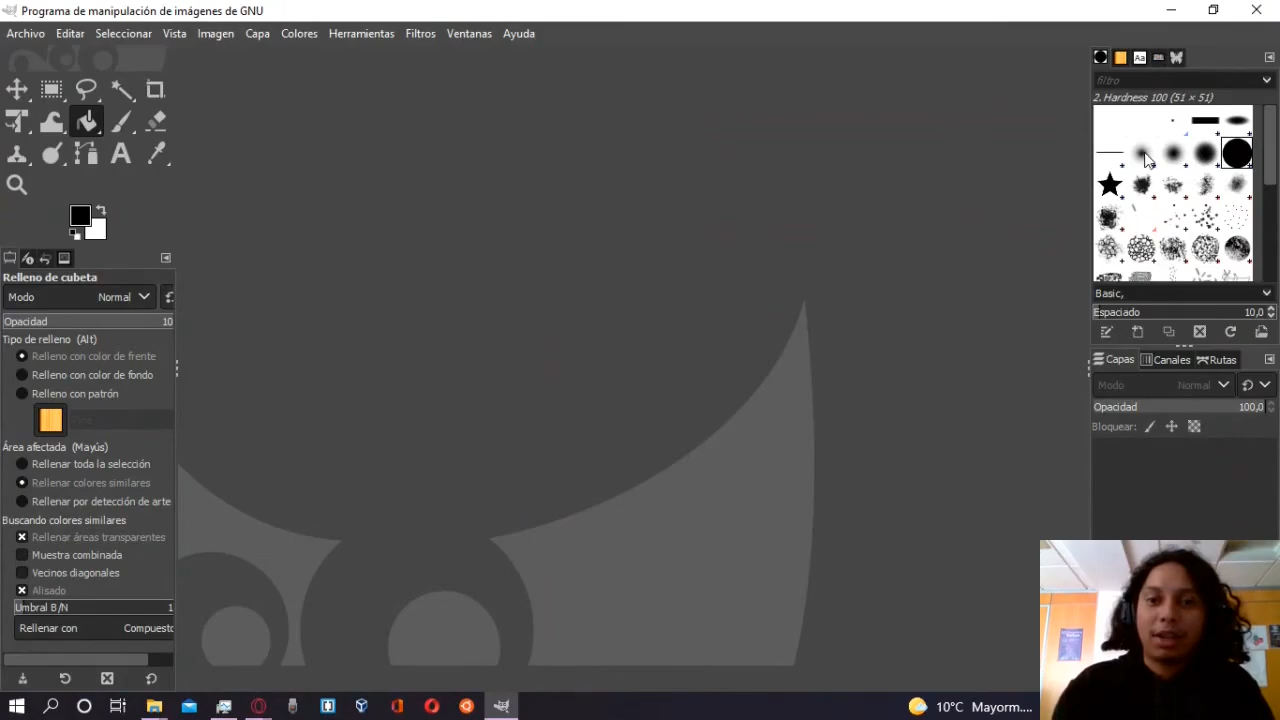 Programa de manipulación de imágenes de GNU
Archivo Editar Seleccionar Vista Imagen Capa Colores Herramientas Filtros Ventanas Ayuda
filtro
2. Hardness 100 (51 × 51)
Basic,
Espaciado 10,0
Capas Canales Rutas
Modo Normal
Opacidad 100,0
Bloquear:
Relleno de cubeta
Modo Normal
Opacidad 10
Tipo de relleno (Alt)
Relleno con color de frente
Relleno con color de fondo
Relleno con patrón
Área afectada (Mayús)
Rellenar toda la selección
Rellenar colores similares
Rellenar por detección de arte
Buscando colores similares
Rellenar áreas transparentes
Muestra combinada
Vecinos diagonales
Alisado
Umbral B/N 1
Rellenar con Compuesto
10°C Mayorm....